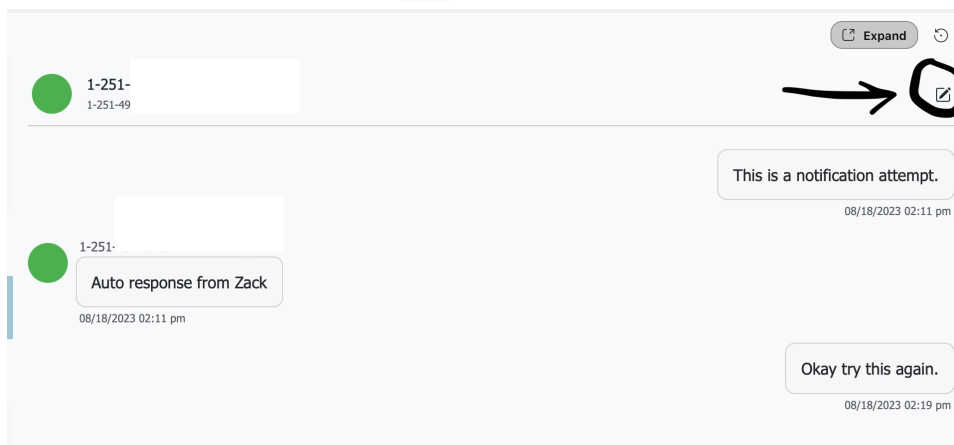 Expand
1-251-
1-251-49
This is a notification attempt.
08/18/2023 02:11 pm
1-251-
Auto response from Zack
08/18/2023 02:11 pm
Okay try this again.
08/18/2023 02:19 pm